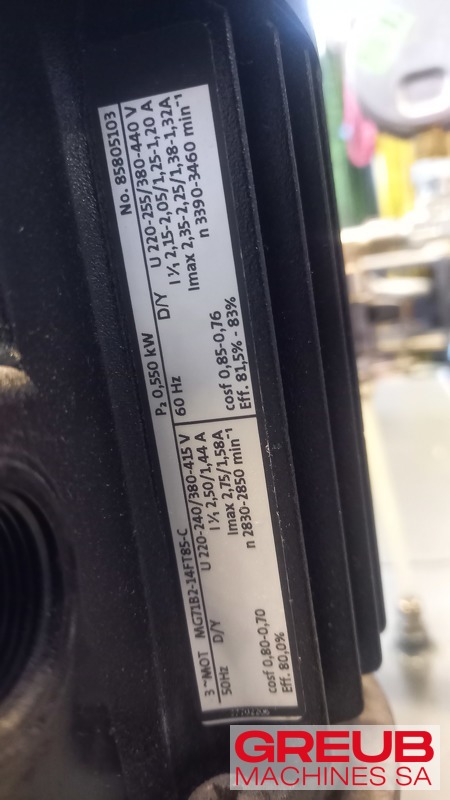 3 ~MOT MG71B2-14FT85-C P₂ 0,550 kW No. 85805103
50Hz D/Y U 220-240/380-415 V
I ¹/₁ 2,50/1,44 A
Imax 2,75/1,58A
n 2830-2850 min⁻¹
cosf 0,80-0,70
Eff. 80,0%
60 Hz D/Y U 220-255/380-440 V
I ¹/₁ 2,15-2,05/1,25-1,20 A
Imax 2,35-2,25/1,38-1,32A
n 3390-3460 min⁻¹
cosf 0,85-0,76
Eff. 81,5% - 83%
GREUB
MACHINES SA